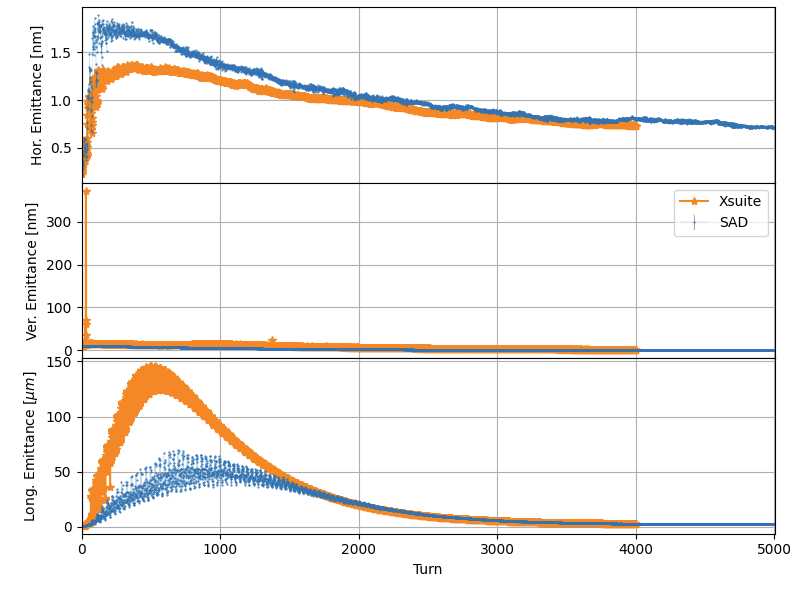 Hor. Emittance [nm]
1.5
1.0
0.5
Ver. Emittance [nm]
300
200
100
0
Xsuite
SAD
Long. Emittance [μm]
150
100
50
0
0 1000 2000 3000 4000 5000
Turn